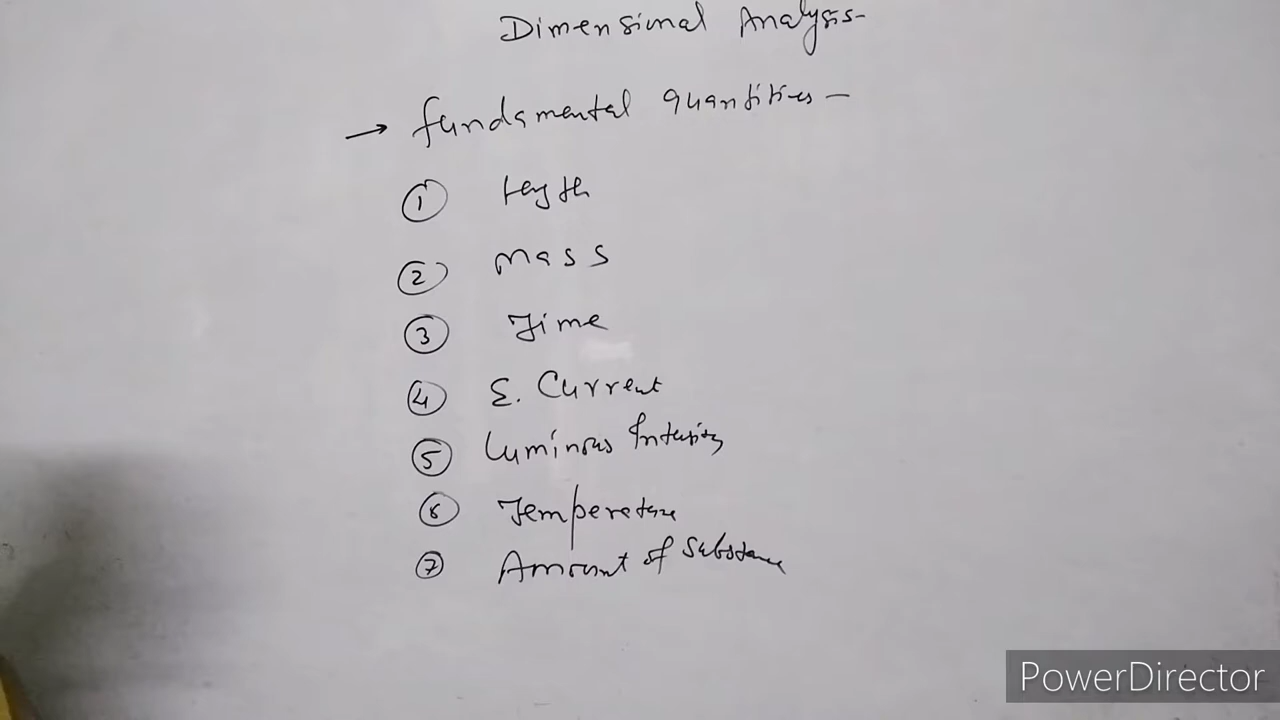 Dimensional Analysis-
→ fundamental quantities —
① length
② Mass
③ Time
④ E. Current
⑤ Luminous Intensity
⑥ Temperature
⑦ Amount of substance
PowerDirector